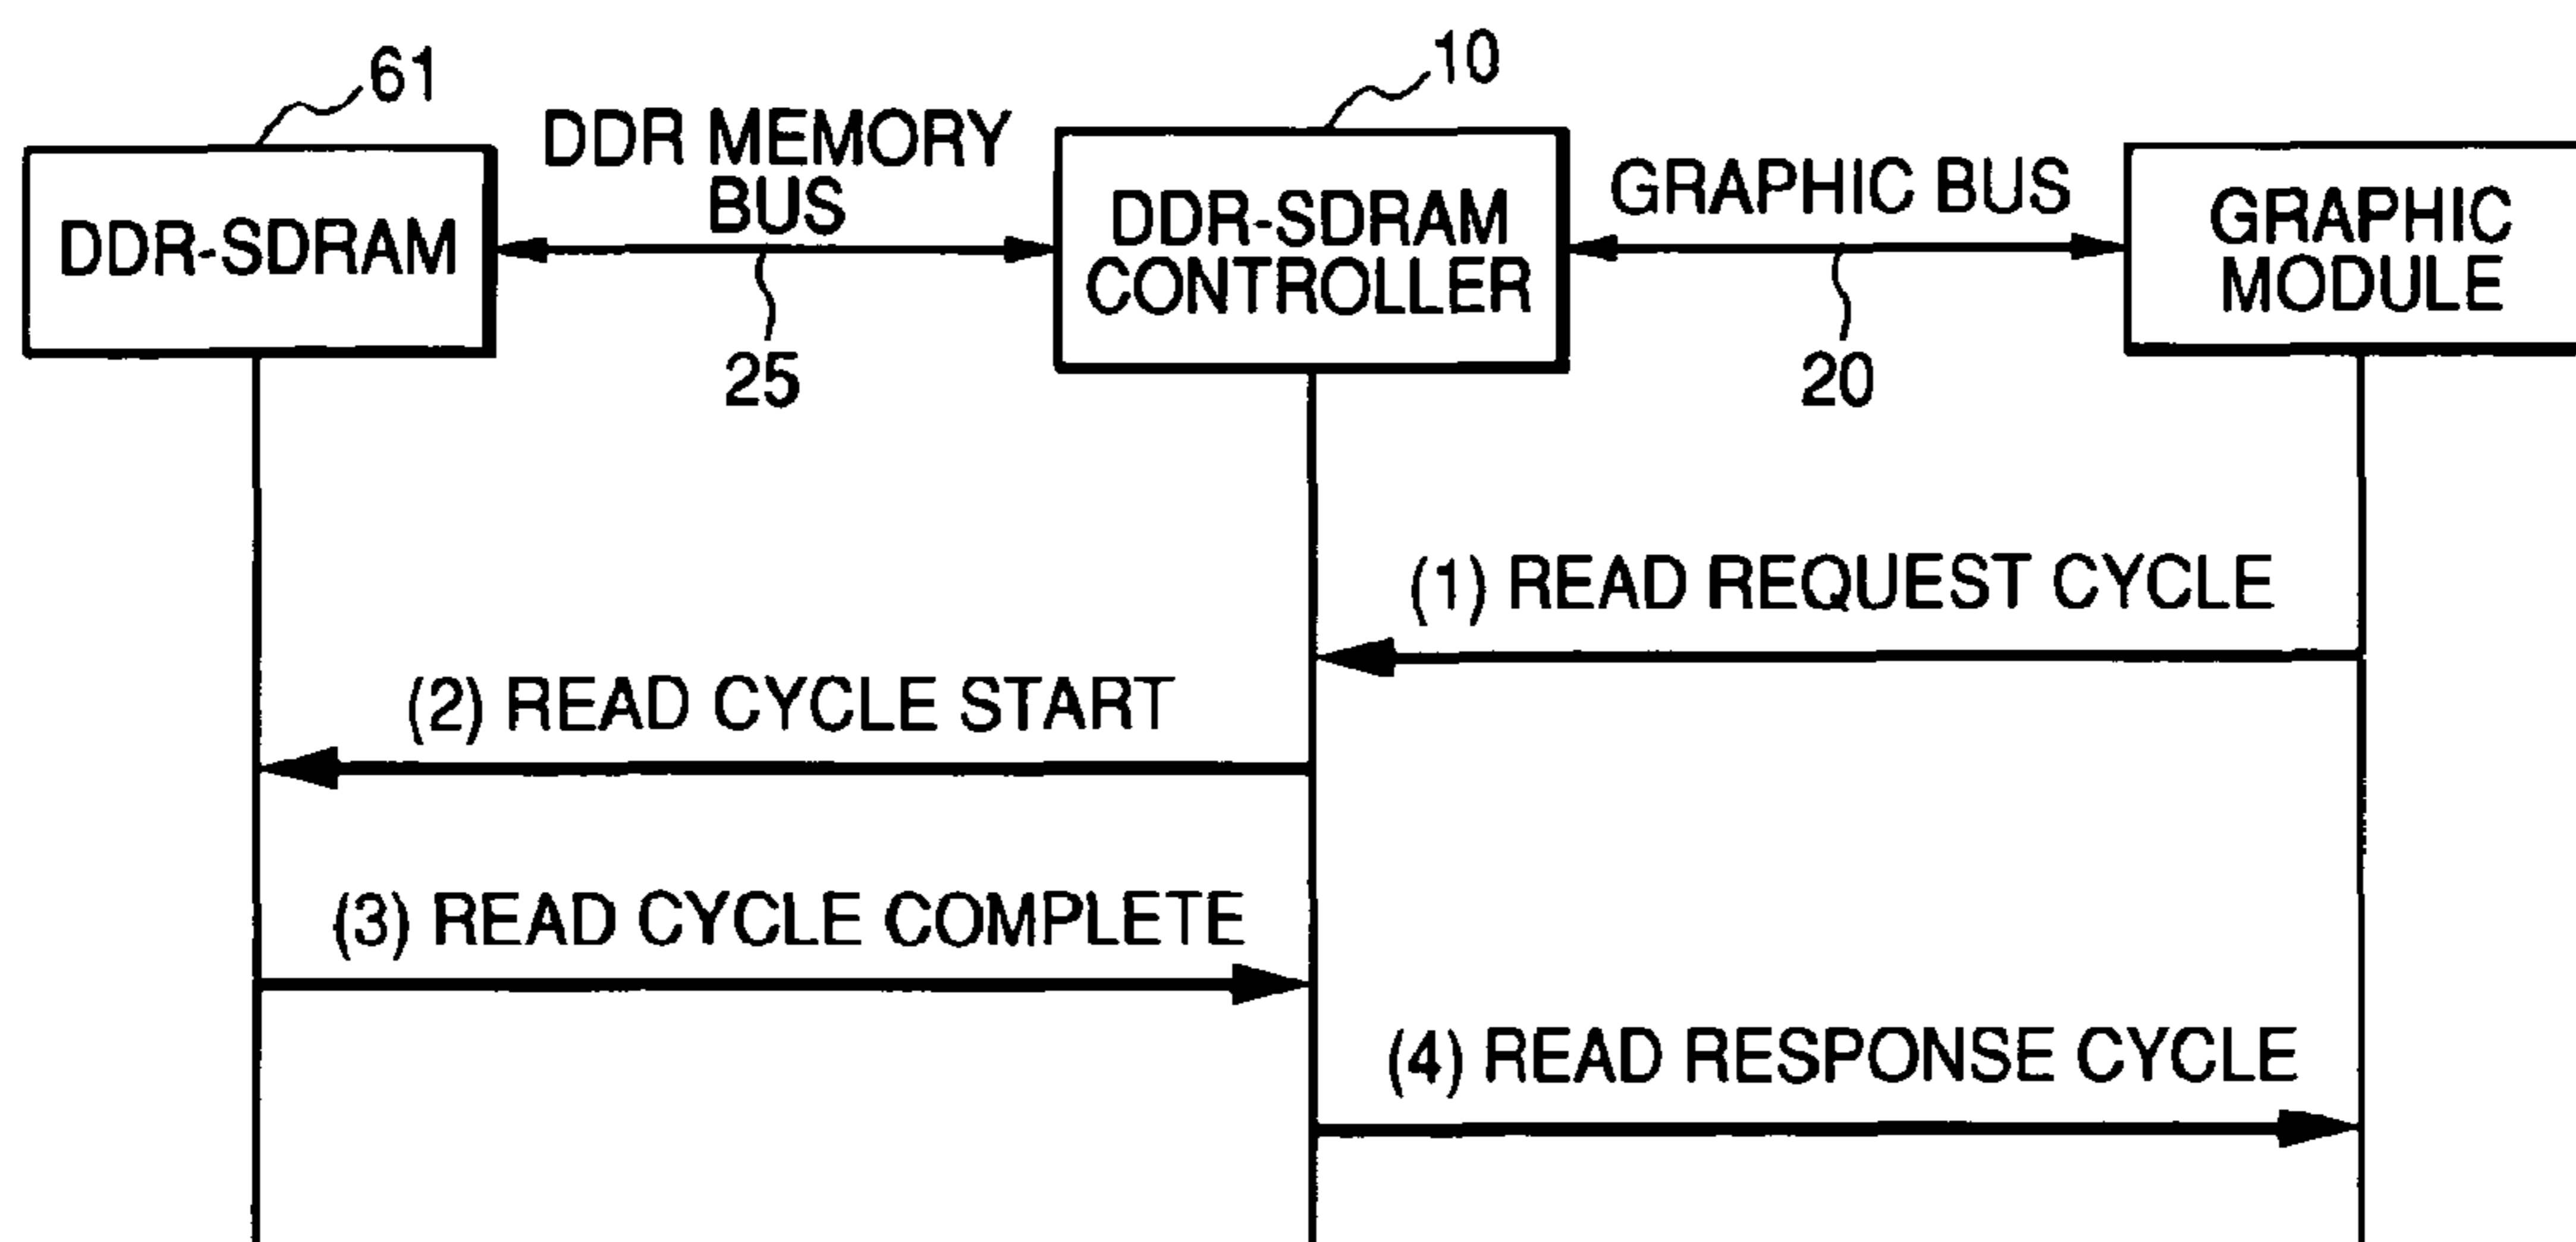 61
10
DDR MEMORY
BUS
DDR-SDRAM
DDR-SDRAM
CONTROLLER
GRAPHIC BUS
GRAPHIC
MODULE
25
20
(1) READ REQUEST CYCLE
(2) READ CYCLE START
(3) READ CYCLE COMPLETE
(4) READ RESPONSE CYCLE